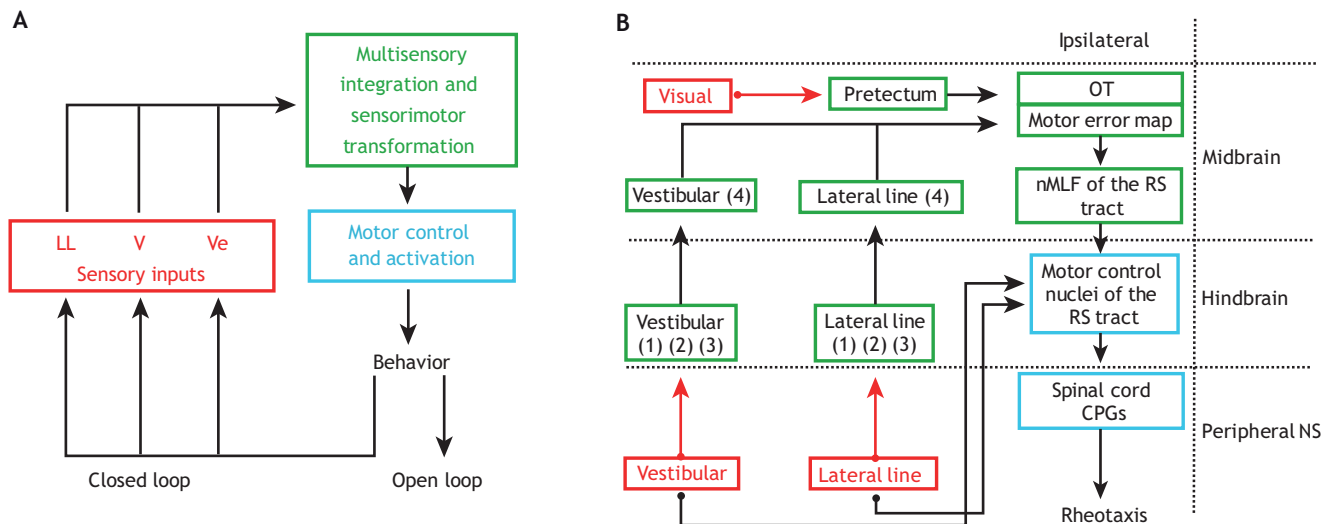 A
Multisensory
integration and
sensorimotor
transformation
LL V Ve
Sensory inputs
Motor control
and activation
Behavior
Closed loop
Open loop
B
Ipsilateral
Visual
Pretectum
OT
Motor error map
Midbrain
Vestibular (4)
Lateral line (4)
nMLF of the RS
tract
Motor control
nuclei of the
RS tract
Hindbrain
Vestibular
(1) (2) (3)
Lateral line
(1) (2) (3)
Spinal cord
CPGs
Peripheral NS
Vestibular
Lateral line
Rheotaxis